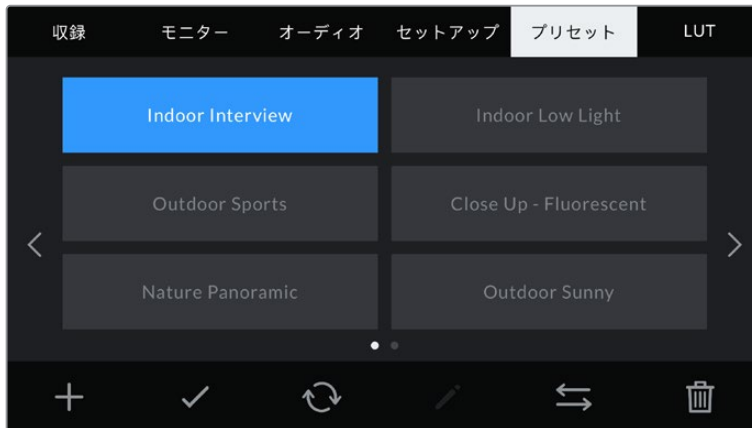 収録 モニター オーディオ セットアップ プリセット LUT
Indoor Interview Indoor Low Light
Outdoor Sports Close Up - Fluorescent
Nature Panoramic Outdoor Sunny